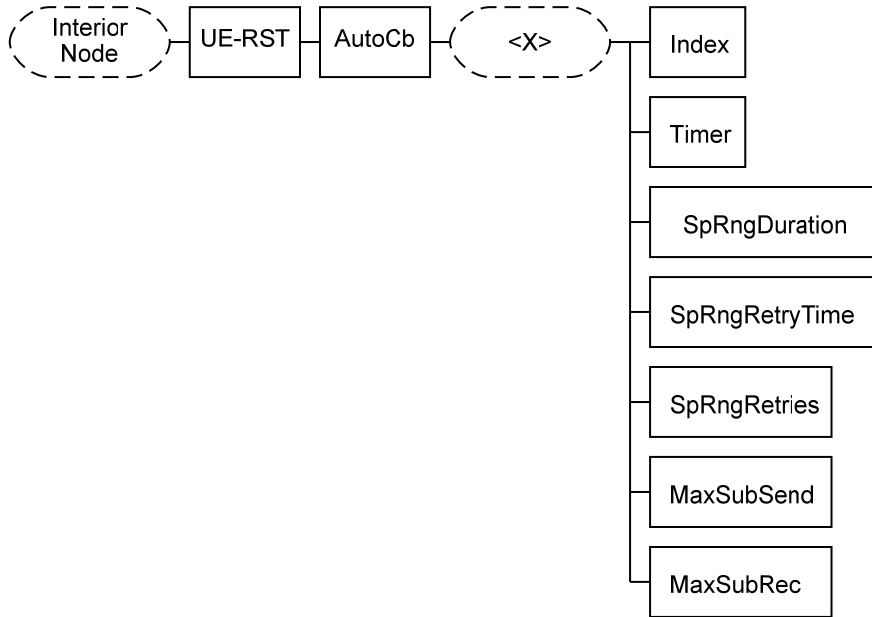 Interior
Node
UE-RST
AutoCb
<X>
Index
Timer
SpRngDuration
SpRngRetryTime
SpRngRetries
MaxSubSend
MaxSubRec